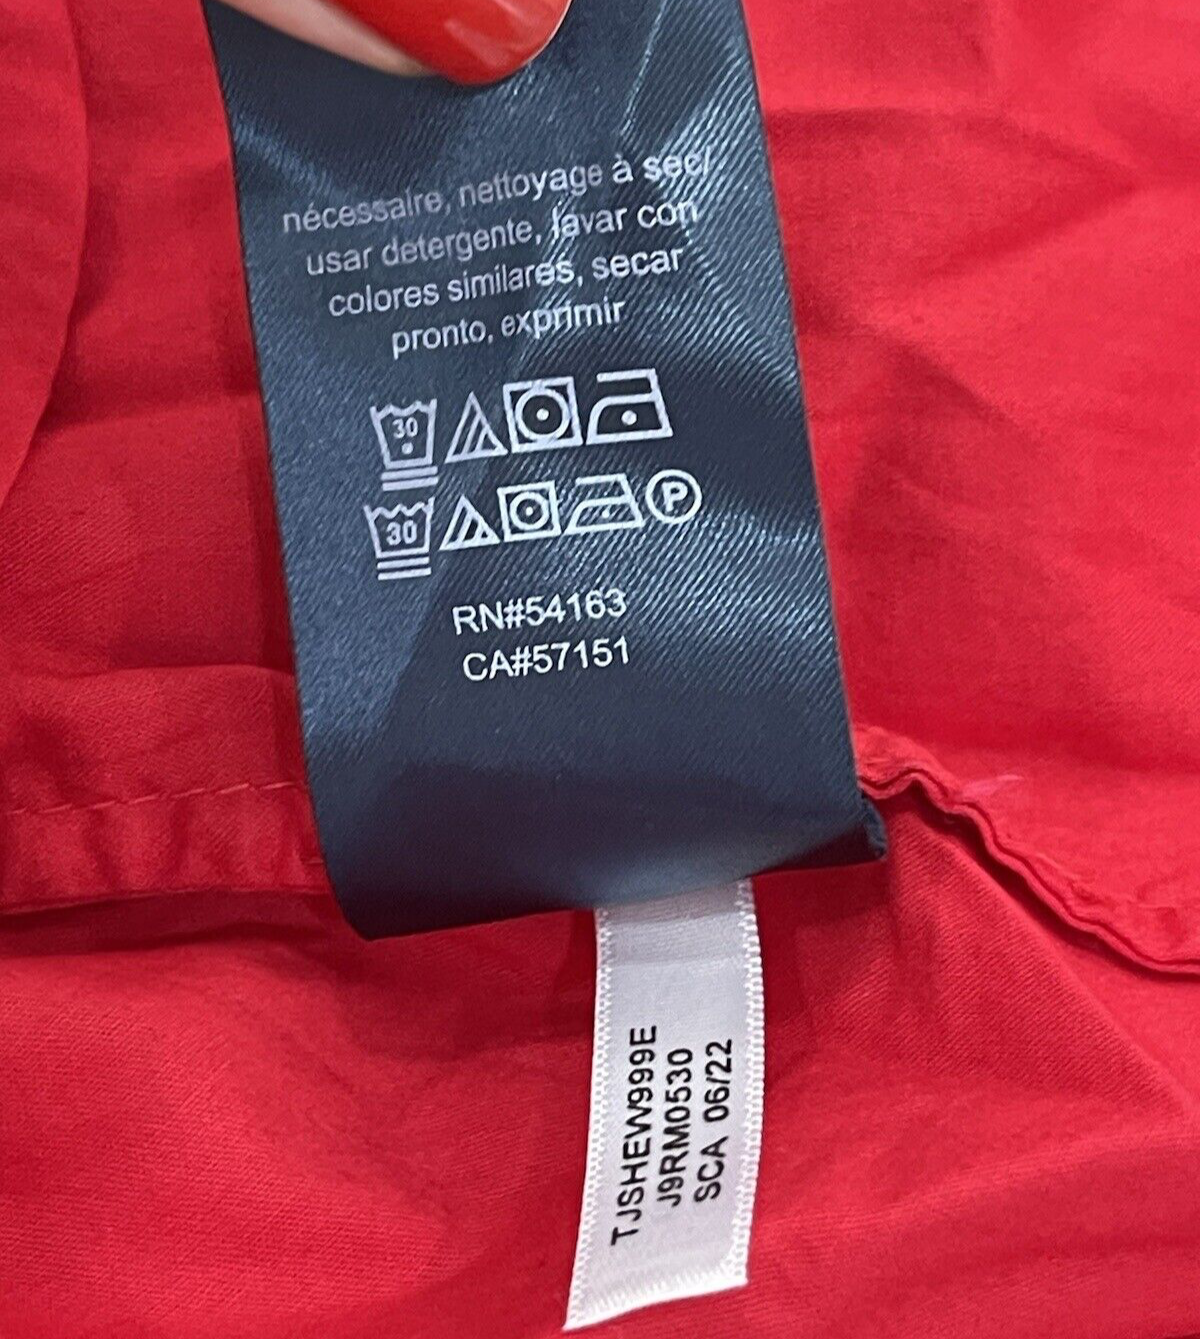 nécessaire, nettoyage à sec/
usar detergente, lavar con
colores similares, secar
pronto, exprimir
30
30 P
RN#54163
CA#57151
TJSHEW999E
J9RM0530
SCA 06/22